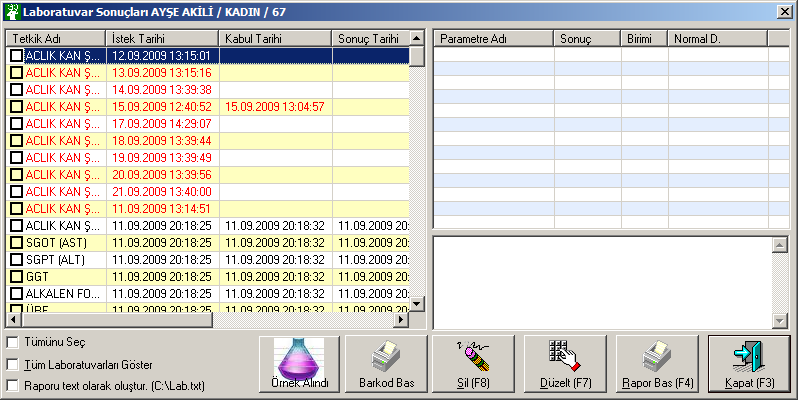 Laboratuvar Sonuçları AYŞE AKİLİ / KADIN / 67
Tetkik Adı İstek Tarihi Kabul Tarihi Sonuç Tarihi
ACLIK KAN Ş... 12.09.2009 13:15:01
ACLIK KAN Ş... 13.09.2009 13:15:16
ACLIK KAN Ş... 14.09.2009 13:39:38
ACLIK KAN Ş... 15.09.2009 12:40:52 15.09.2009 13:04:57
ACLIK KAN Ş... 17.09.2009 14:29:07
ACLIK KAN Ş... 18.09.2009 13:39:44
ACLIK KAN Ş... 19.09.2009 13:39:49
ACLIK KAN Ş... 20.09.2009 13:39:56
ACLIK KAN Ş... 21.09.2009 13:40:00
ACLIK KAN Ş... 11.09.2009 13:14:51
ACLIK KAN Ş... 11.09.2009 20:18:25 11.09.2009 20:18:32 11.09.2009 20:
SGOT (AST) 11.09.2009 20:18:25 11.09.2009 20:18:32 11.09.2009 20:
SGPT (ALT) 11.09.2009 20:18:25 11.09.2009 20:18:32 11.09.2009 20:
GGT 11.09.2009 20:18:25 11.09.2009 20:18:32 11.09.2009 20:
ALKALEN FO... 11.09.2009 20:18:25 11.09.2009 20:18:32 11.09.2009 20:
ÜRE 11.09.2009 20:18:25 11.09.2009 20:18:32 11.09.2009 20:
Parametre Adı Sonuç Birimi Normal D.
Tümünu Seç
Tüm Laboratuvarları Göster
Raporu text olarak oluştur. (C:\Lab.txt)
Örnek Alındı
Barkod Bas
Sil (F8)
Düzelt (F7)
Rapor Bas (F4)
Kapat (F3)